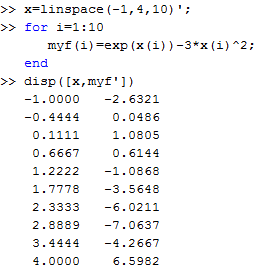 >> x=linspace(-1,4,10)';
>> for i=1:10
myf(i)=exp(x(i))-3*x(i)^2;
end
>> disp([x,myf'])
-1.0000 -2.6321
-0.4444 0.0486
0.1111 1.0805
0.6667 0.6144
1.2222 -1.0868
1.7778 -3.5648
2.3333 -6.0211
2.8889 -7.0637
3.4444 -4.2667
4.0000 6.5982